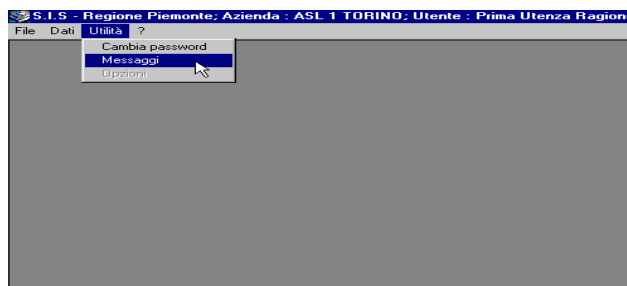 S.I.S - Regione Piemonte; Azienda : ASL 1 TORINO; Utente : Prima Utenza Ragion
File Dati Utilità ?
Cambia password
Messaggi
Opzioni